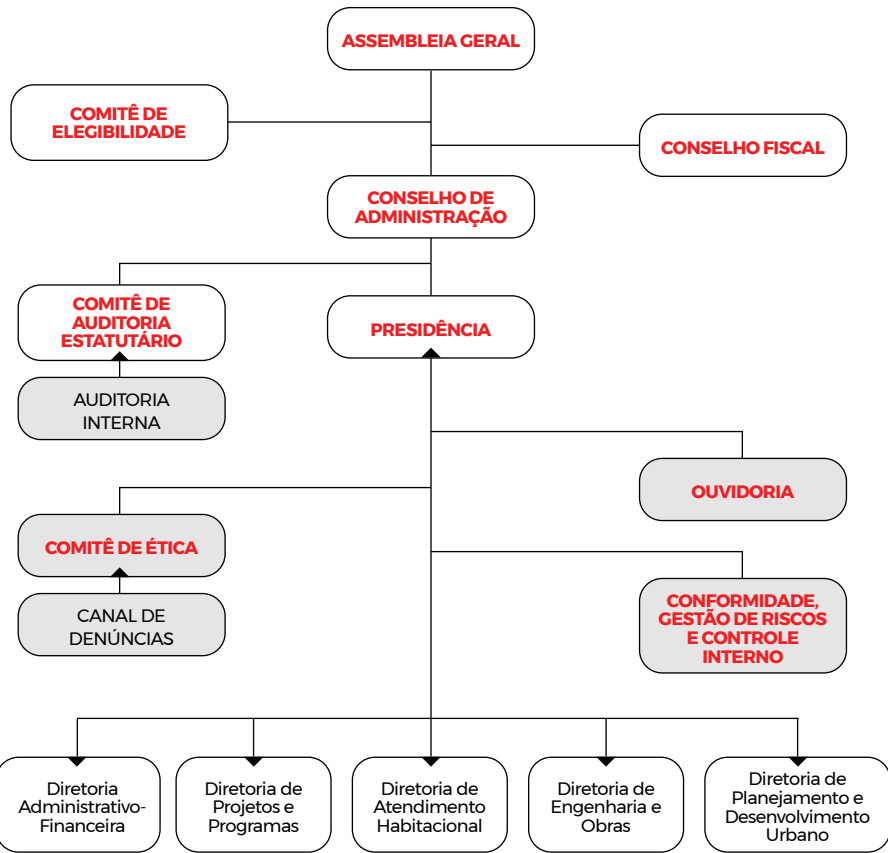 ASSEMBLEIA GERAL
COMITÊ DE
ELEGIBILIDADE
CONSELHO FISCAL
CONSELHO DE
ADMINISTRAÇÃO
COMITÊ DE
AUDITORIA
ESTATUTÁRIO
PRESIDÊNCIA
AUDITORIA
INTERNA
OUVIDORIA
COMITÊ DE ÉTICA
CANAL DE
DENÚNCIAS
CONFORMIDADE,
GESTÃO DE RISCOS
E CONTROLE
INTERNO
Diretoria
Administrativo-
Financeira
Diretoria de
Projetos e
Programas
Diretoria de
Atendimento
Habitacional
Diretoria de
Engenharia e
Obras
Diretoria de
Planejamento e
Desenvolvimento
Urbano